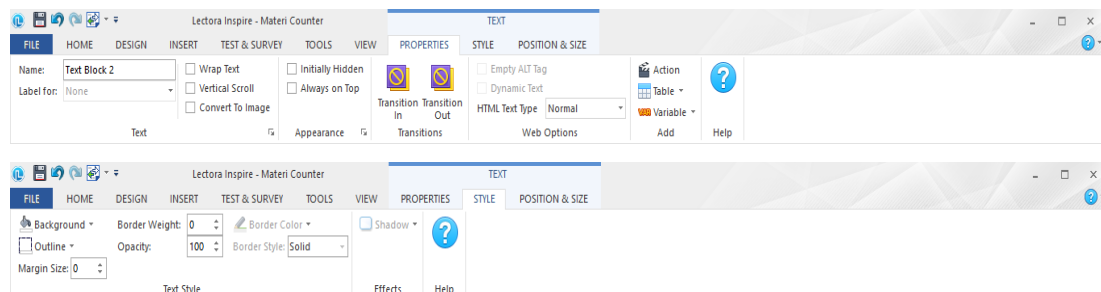 Lectora Inspire - Materi Counter TEXT
FILE HOME DESIGN INSERT TEST & SURVEY TOOLS VIEW PROPERTIES STYLE POSITION & SIZE
Name: Text Block 2 Wrap Text Initially Hidden Empty ALT Tag Action
Label for: None Vertical Scroll Always on Top Dynamic Text Table
Convert To Image Transition In Transition Out HTML Text Type Normal VAR Variable
Text Appearance Transitions Web Options Add Help
Lectora Inspire - Materi Counter TEXT
FILE HOME DESIGN INSERT TEST & SURVEY TOOLS VIEW PROPERTIES STYLE POSITION & SIZE
Background Border Weight: 0 Border Color Shadow
Outline Opacity: 100 Border Style: Solid
Margin Size: 0
Text Style Effects Help